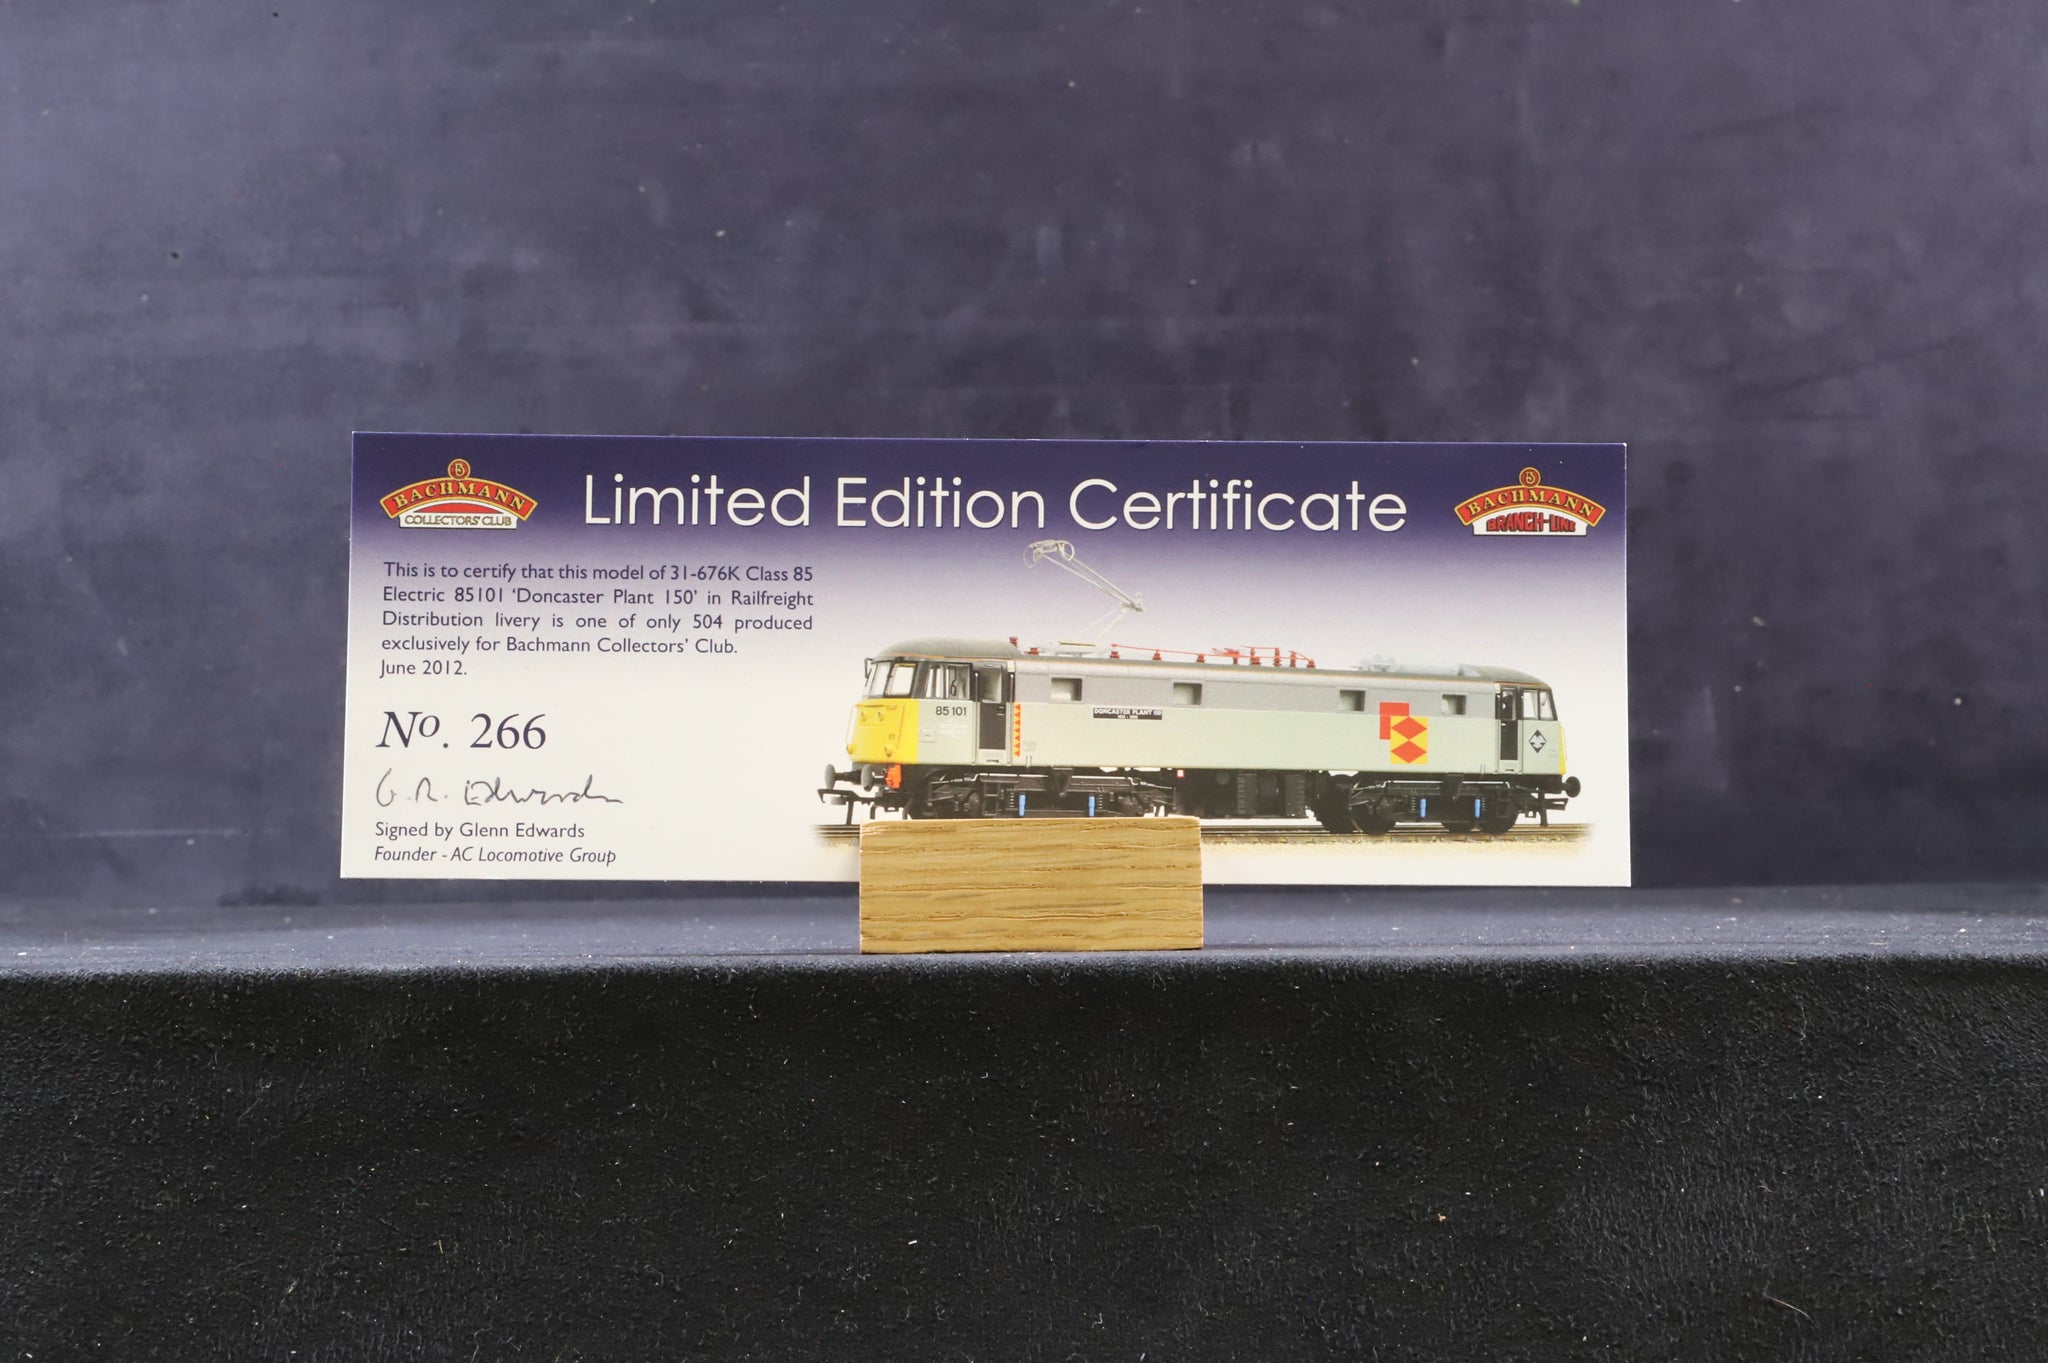 BACHMANN
COLLECTORS' CLUB
Limited Edition Certificate
BACHMANN
BRANCH-LINE
This is to certify that this model of 31-676K Class 85
Electric 85101 ‘Doncaster Plant 150’ in Railfreight
Distribution livery is one of only 504 produced
exclusively for Bachmann Collectors’ Club.
June 2012.
No. 266
G. R. Edwards
Signed by Glenn Edwards
Founder - AC Locomotive Group
85101
DONCASTER PLANT 150